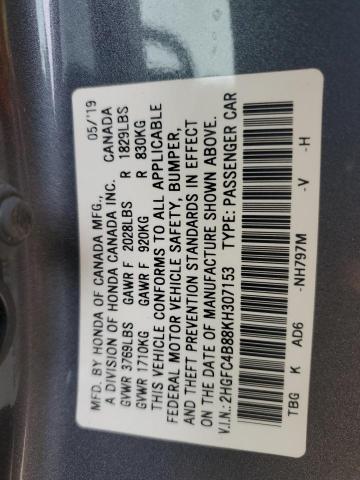 MFD. BY HONDA OF CANADA MFG., 05/'19
A DIVISION OF HONDA CANADA INC. CANADA
GVWR 3769LBS GAWR F 2028LBS R 1829LBS
GVWR 1710KG GAWR F 920KG R 830KG
THIS VEHICLE CONFORMS TO ALL APPLICABLE
FEDERAL MOTOR VEHICLE SAFETY, BUMPER,
AND THEFT PREVENTION STANDARDS IN EFFECT
ON THE DATE OF MANUFACTURE SHOWN ABOVE.
V.I.N.: 2HGFC4B88KH307153 TYPE: PASSENGER CAR
TBG K AD6 -NH797M -V -H